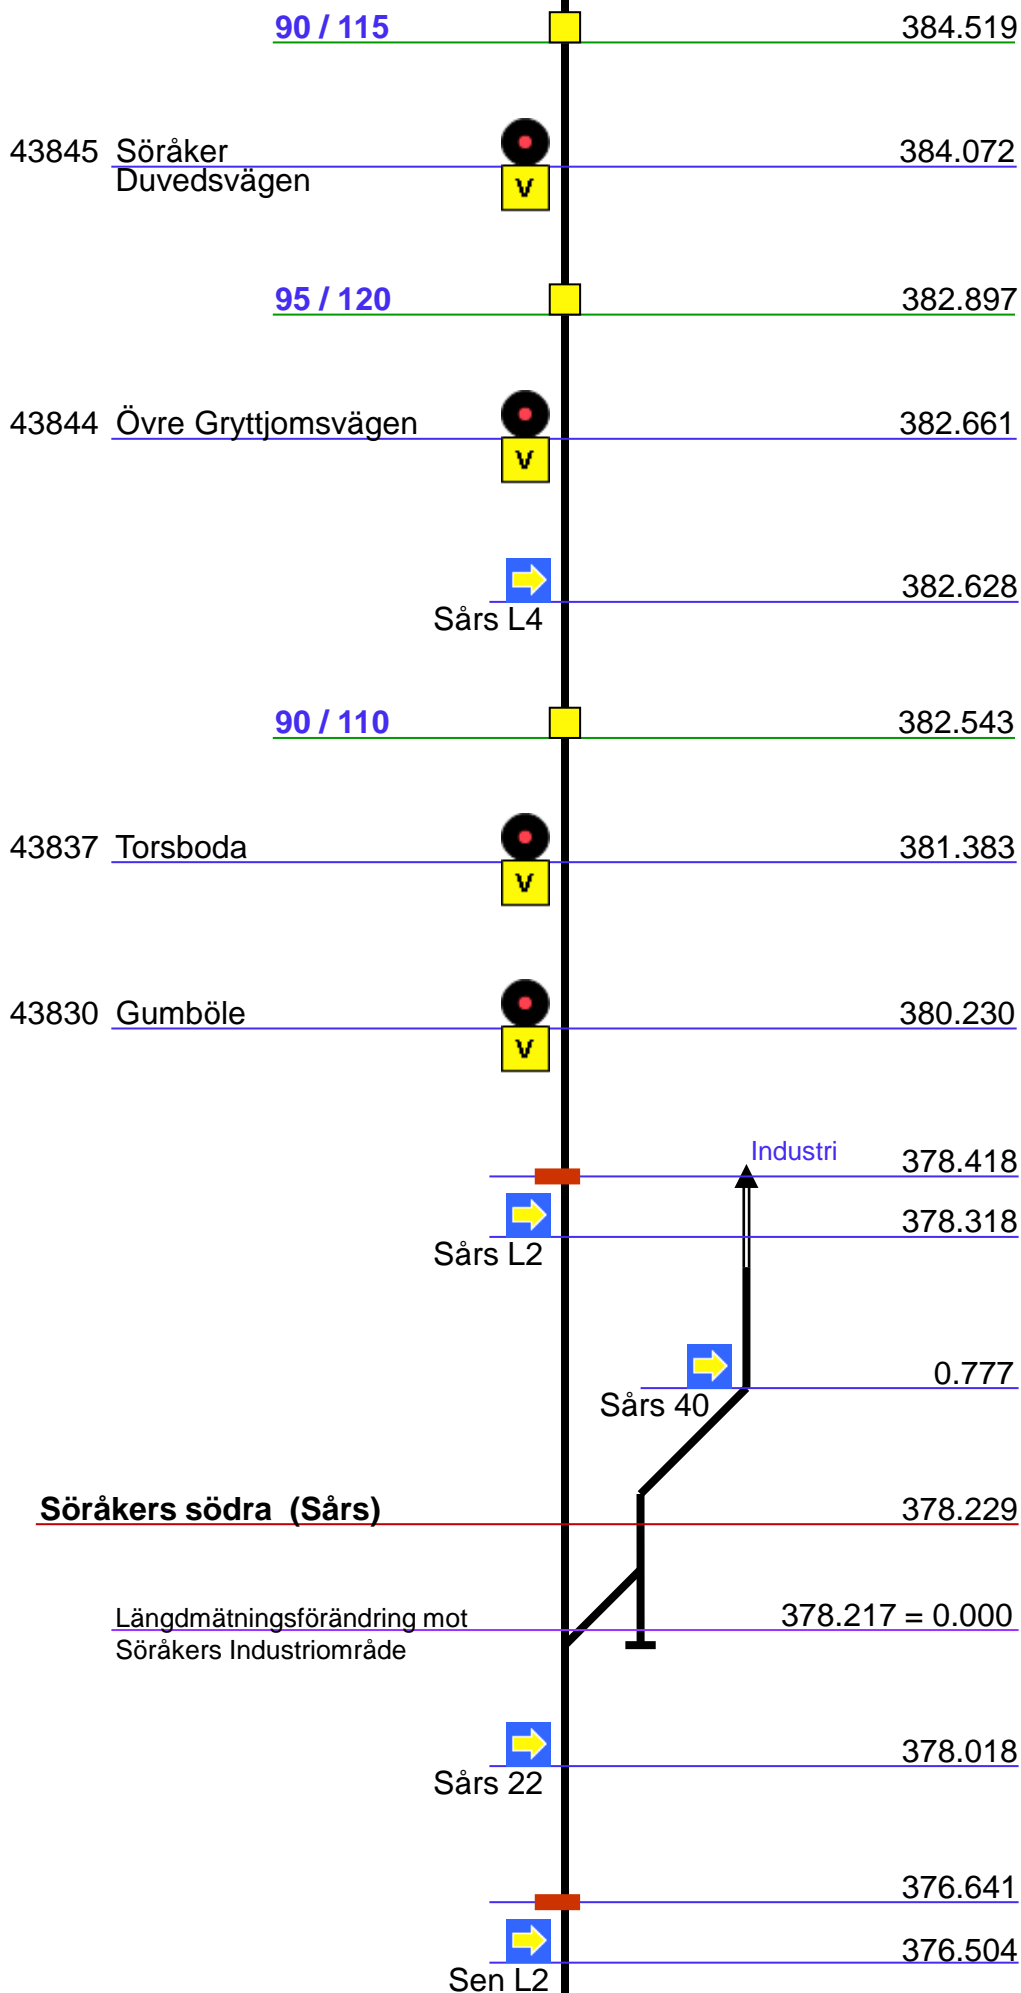 90 / 115 384.519
43845 Söråker 384.072
Duvedsvägen
V
95 / 120 382.897
43844 Övre Gryttjomsvägen 382.661
V
382.628
Sårs L4
90 / 110 382.543
43837 Torsboda 381.383
V
43830 Gumböle 380.230
V
Industri 378.418
378.318
Sårs L2
0.777
Sårs 40
Söråkers södra (Sårs) 378.229
Längdmätningsförändring mot 378.217 = 0.000
Söråkers Industriområde
378.018
Sårs 22
376.641
376.504
Sen L2